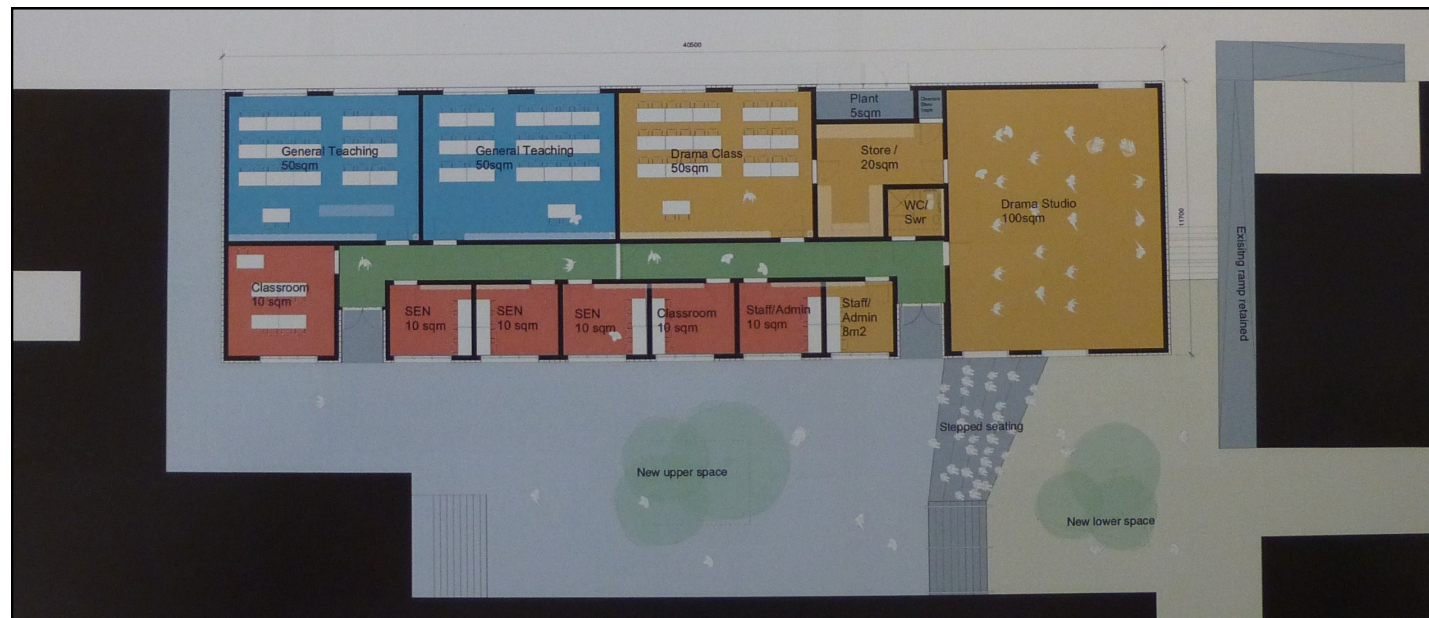 40500
Plant
5sqm
General Teaching
50sqm
General Teaching
50sqm
Drama Class
50sqm
Store /
20sqm
WC/
Swr
Drama Studio
100sqm
11700
Exisitng ramp retained
Classroom
10 sqm
SEN
10 sqm
SEN
10 sqm
SEN
10 sqm
Classroom
10 sqm
Staff/Admin
10 sqm
Staff/
Admin
8m2
Stepped seating
New upper space
New lower space